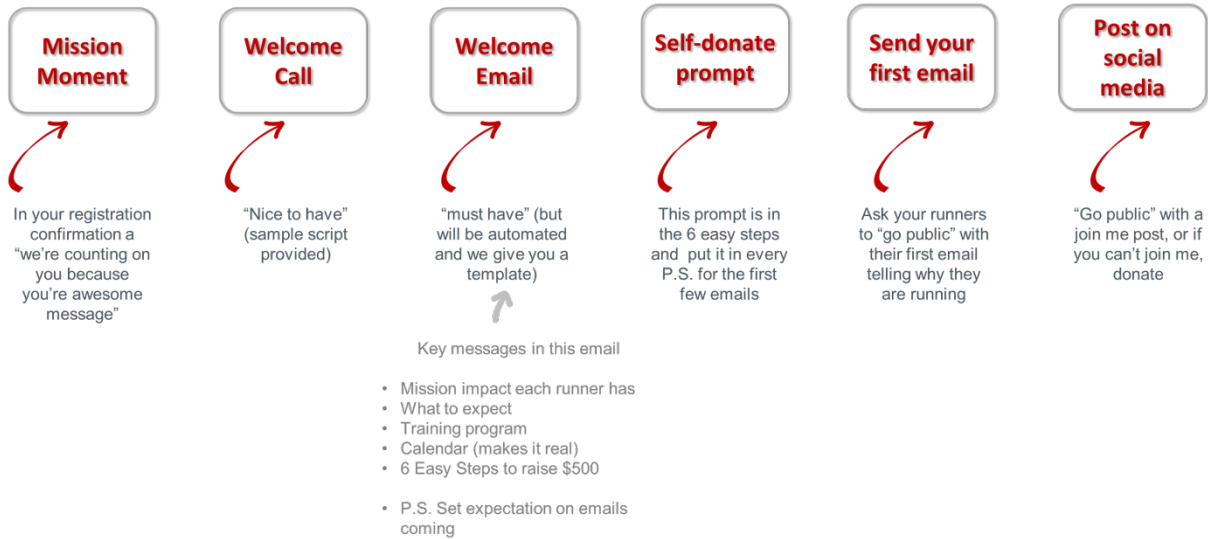 Mission
Moment
Welcome
Call
Welcome
Email
Self-donate
prompt
Send your
first email
Post on
social
media
In your registration
confirmation a
“we’re counting on
you because
you’re awesome
message”
“Nice to have”
(sample script
provided)
“must have” (but
will be automated
and we give you a
template)
This prompt is in
the 6 easy steps
and put it in every
P.S. for the first
few emails
Ask your runners
to “go public” with
their first email
telling why they
are running
“Go public” with a
join me post, or if
you can’t join me,
donate
Key messages in this email
• Mission impact each runner has
• What to expect
• Training program
• Calendar (makes it real)
• 6 Easy Steps to raise $500
• P.S. Set expectation on emails
coming